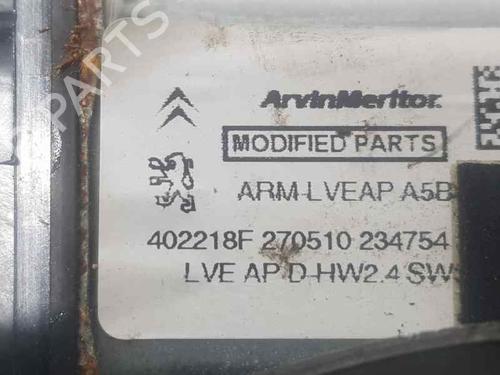 ArvinMeritor.
MODIFIED PARTS
ARM-LVEAP A5B
402218F 270510 234754
LVE AP D-HW2.4 SW